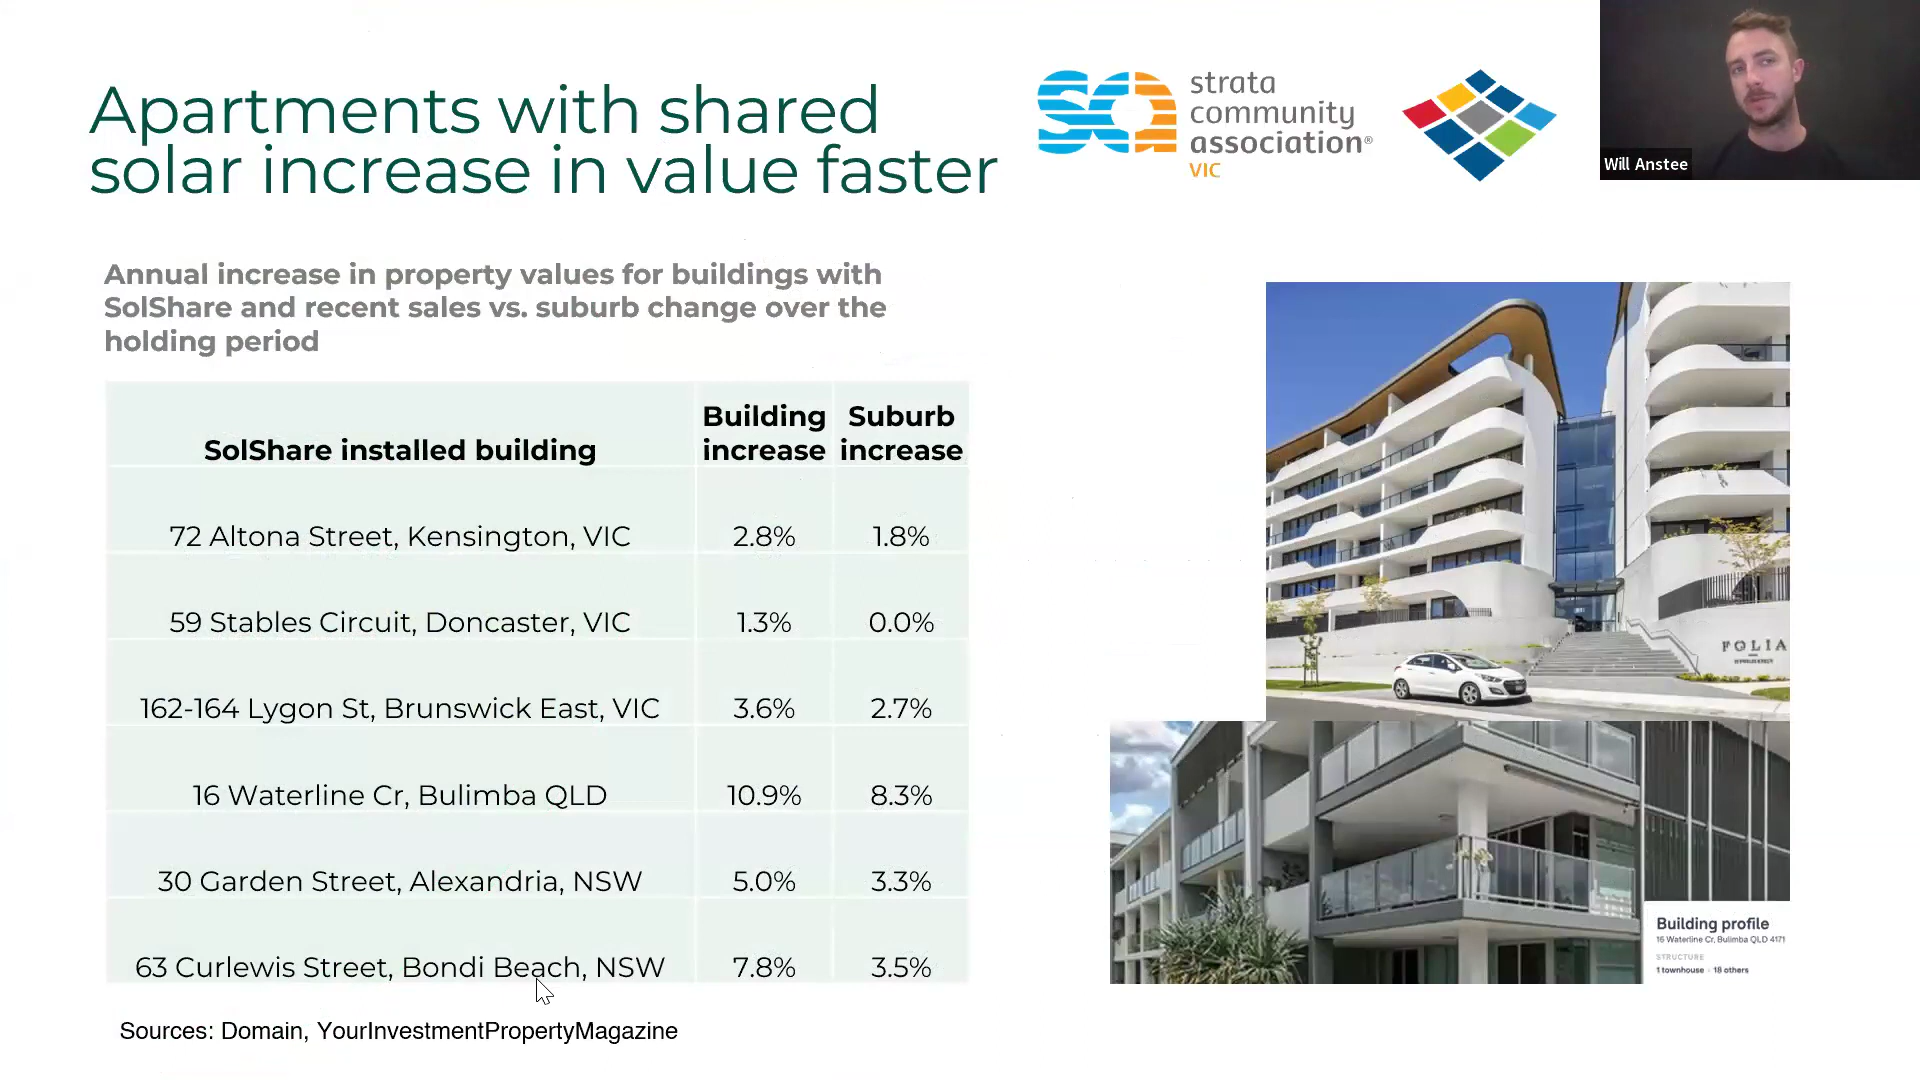 Apartments with shared
solar increase in value faster
strata
community
association®
VIC
Will Anstee
Annual increase in property values for buildings with
SolShare and recent sales vs. suburb change over the
holding period
SolShare installed building Building increase Suburb increase
72 Altona Street, Kensington, VIC 2.8% 1.8%
59 Stables Circuit, Doncaster, VIC 1.3% 0.0%
162-164 Lygon St, Brunswick East, VIC 3.6% 2.7%
16 Waterline Cr, Bulimba QLD 10.9% 8.3%
30 Garden Street, Alexandria, NSW 5.0% 3.3%
63 Curlewis Street, Bondi Beach, NSW 7.8% 3.5%
Sources: Domain, YourInvestmentPropertyMagazine
FOLIA
Building profile
16 Waterline Cr, Bulimba QLD 4171
STRUCTURE
1 townhouse · 18 others